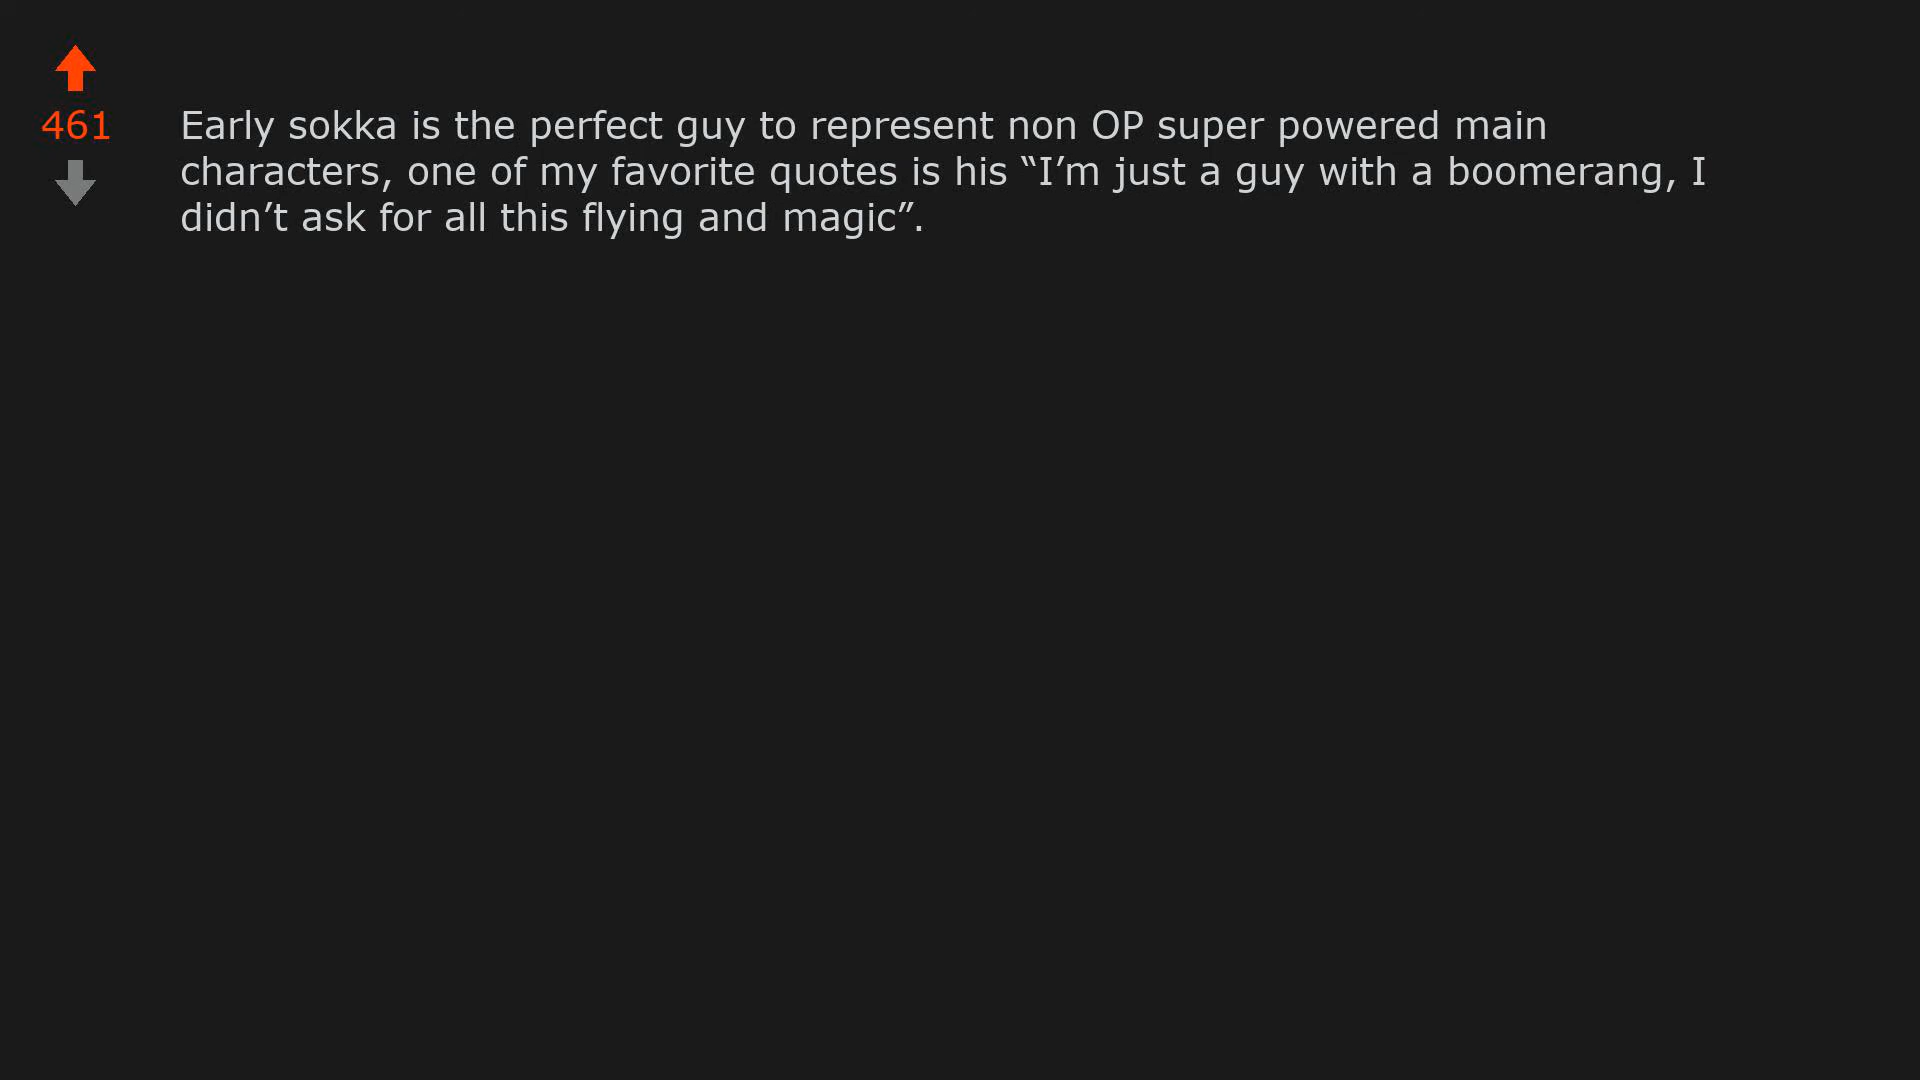 461
Early sokka is the perfect guy to represent non OP super powered main
characters, one of my favorite quotes is his “I’m just a guy with a boomerang, I
didn’t ask for all this flying and magic”.